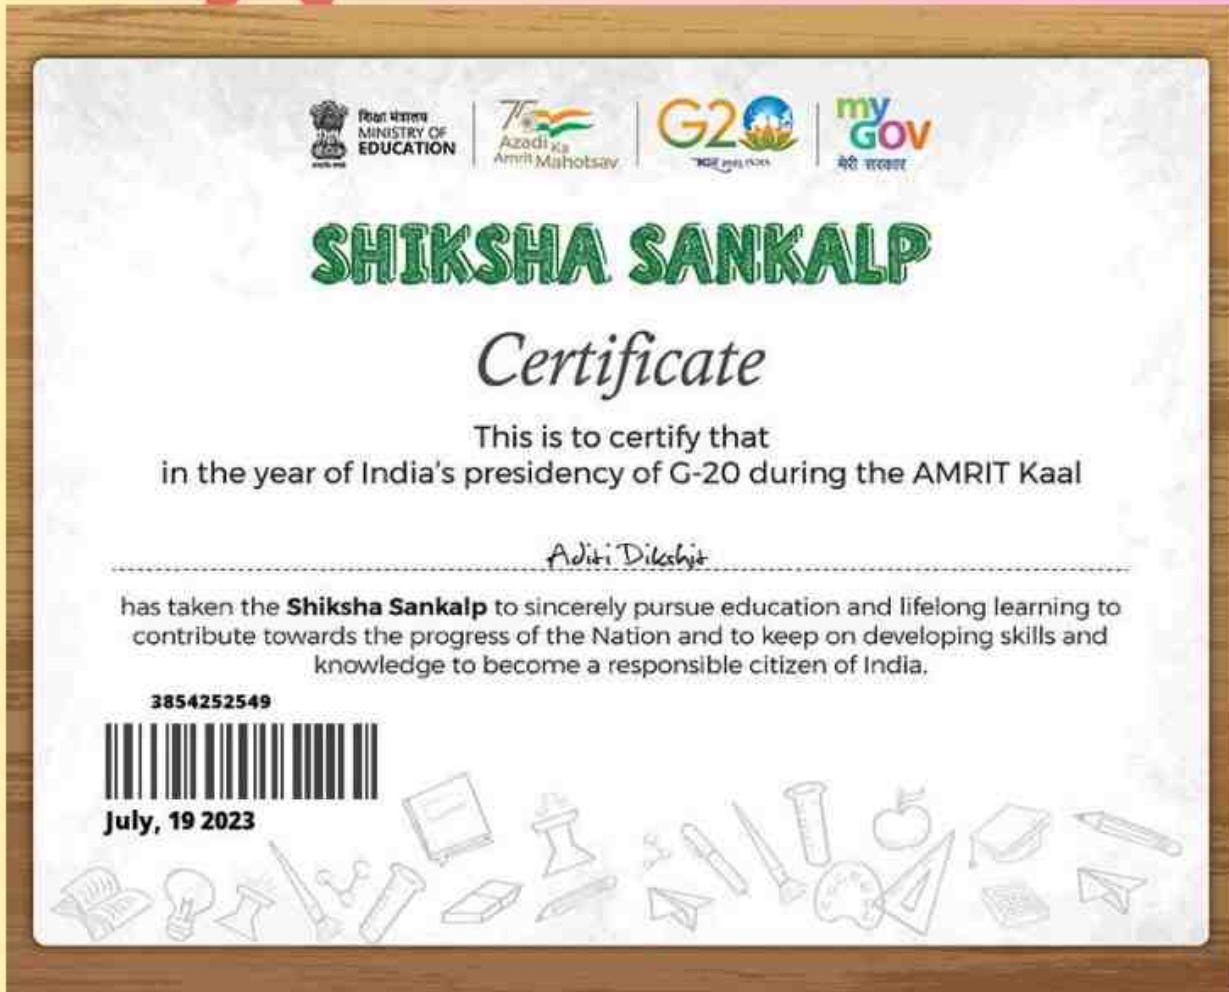 शिक्षा मंत्रालय
MINISTRY OF
EDUCATION
75
Azadi Ka
Amrit Mahotsav
G20
my
GOV
मेरी सरकार
SHIKSHA SANKALP
Certificate
This is to certify that
in the year of India's presidency of G-20 during the AMRIT Kaal
Aditi Dikshit
has taken the Shiksha Sankalp to sincerely pursue education and lifelong learning to
contribute towards the progress of the Nation and to keep on developing skills and
knowledge to become a responsible citizen of India.
3854252549
July, 19 2023